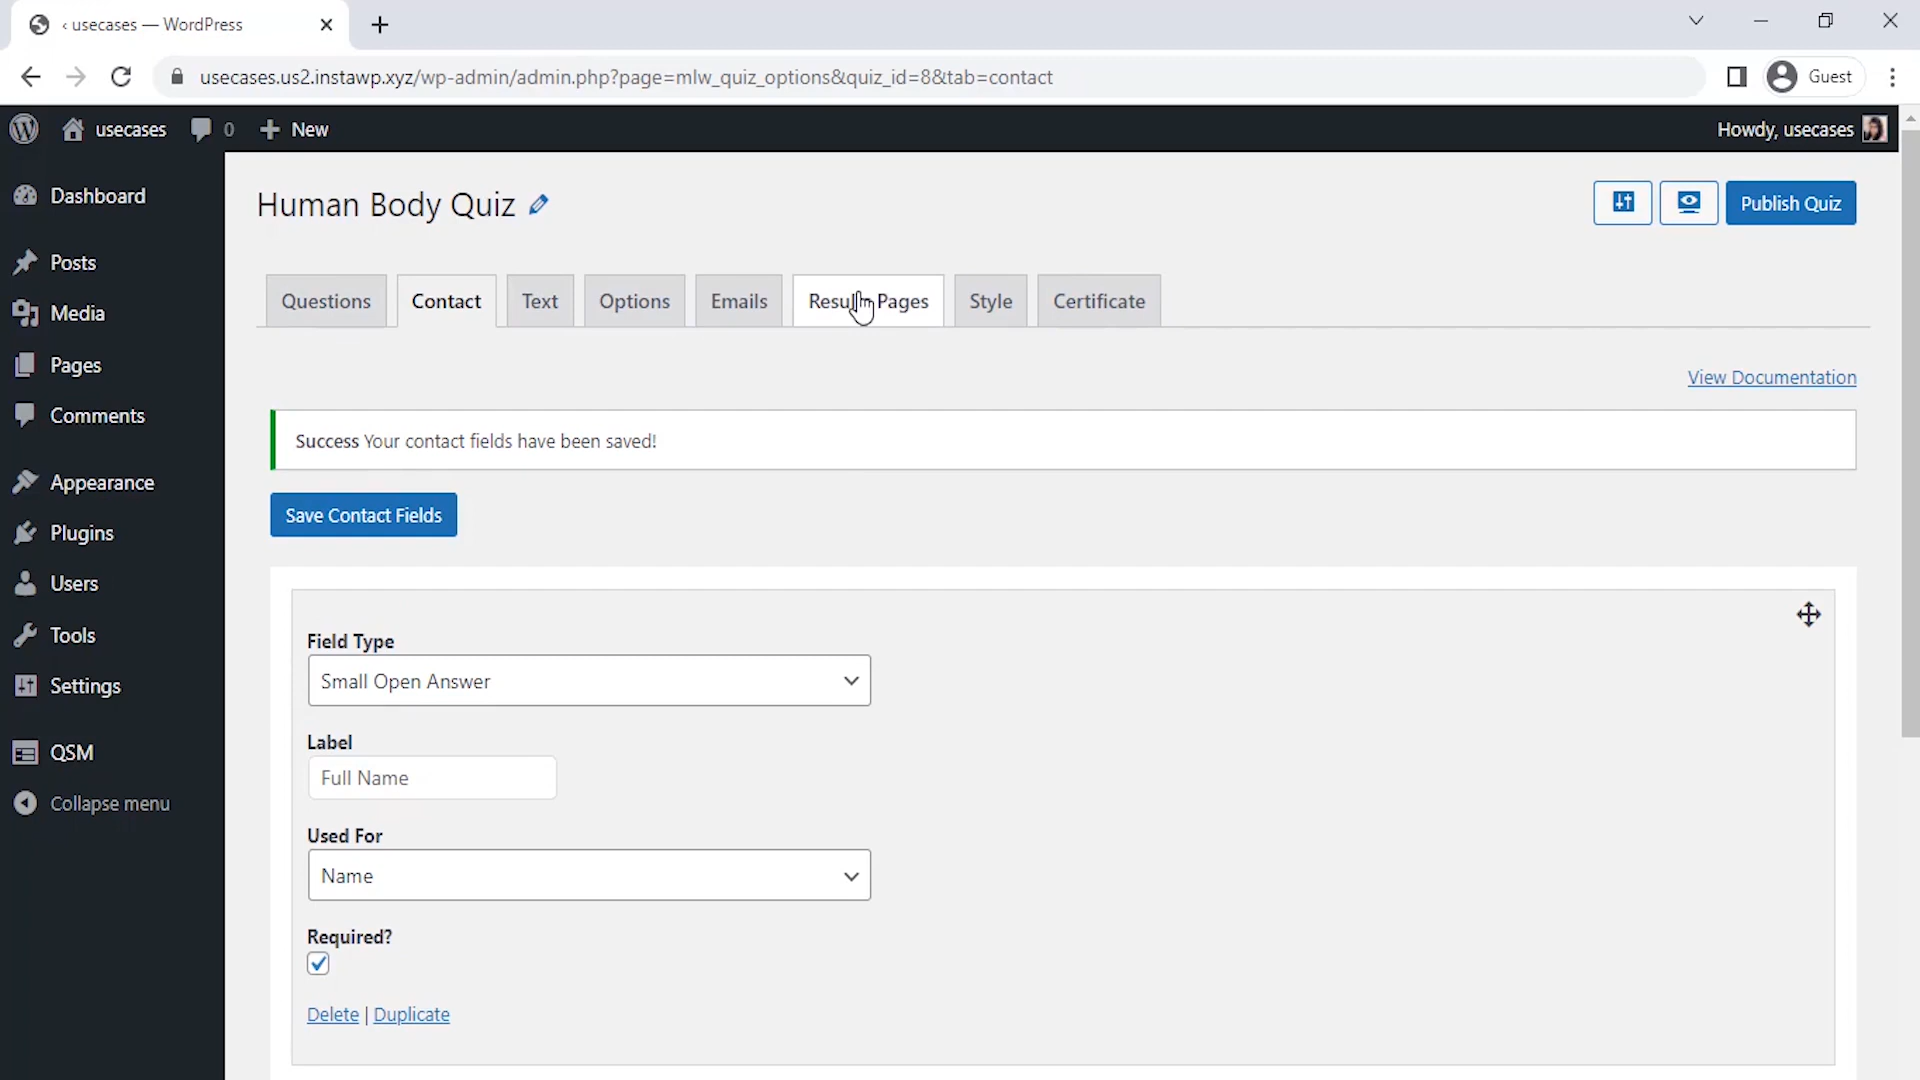 ‹ usecases — WordPress
usecases.us2.instawp.xyz/wp-admin/admin.php?page=mlw_quiz_options&quiz_id=8&tab=contact
Guest
usecases 0 New
Howdy, usecases
Dashboard
Posts
Media
Pages
Comments
Appearance
Plugins
Users
Tools
Settings
QSM
Collapse menu
Human Body Quiz
Publish Quiz
Questions Contact Text Options Emails Results Pages Style Certificate
View Documentation
Success Your contact fields have been saved!
Save Contact Fields
Field Type
Small Open Answer
Label
Full Name
Used For
Name
Required?
Delete | Duplicate